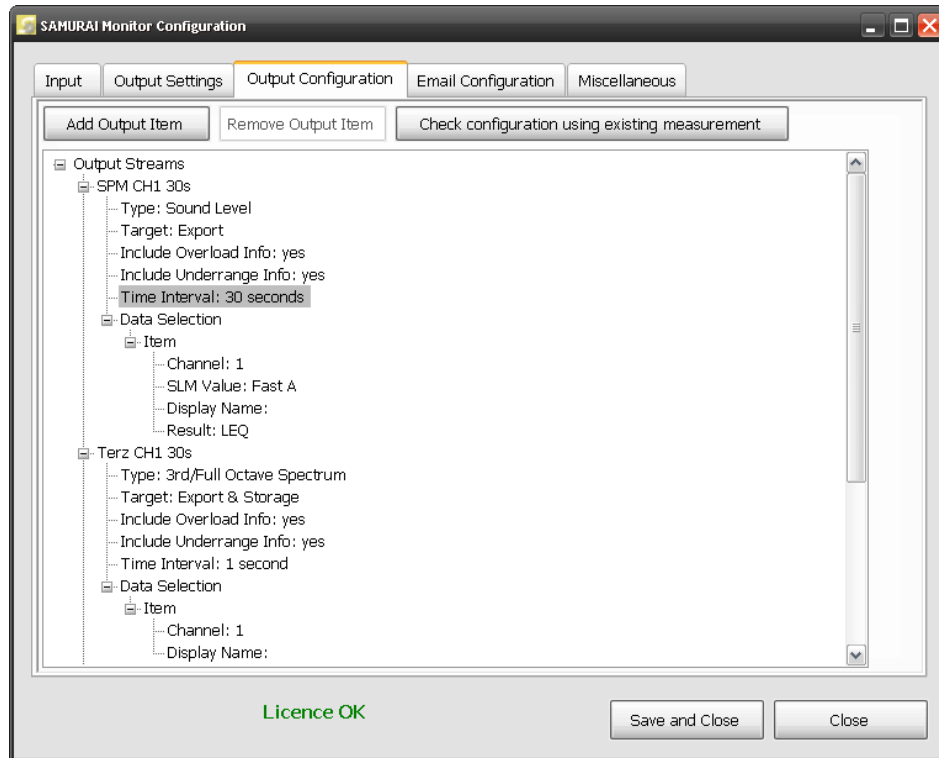 SAMURAI Monitor Configuration
Input
Output Settings
Output Configuration
Email Configuration
Miscellaneous
Add Output Item
Remove Output Item
Check configuration using existing measurement
Output Streams
SPM CH1 30s
Type: Sound Level
Target: Export
Include Overload Info: yes
Include Underrange Info: yes
Time Interval: 30 seconds
Data Selection
Item
Channel: 1
SLM Value: Fast A
Display Name:
Result: LEQ
Terz CH1 30s
Type: 3rd/Full Octave Spectrum
Target: Export & Storage
Include Overload Info: yes
Include Underrange Info: yes
Time Interval: 1 second
Data Selection
Item
Channel: 1
Display Name:
Licence OK
Save and Close
Close